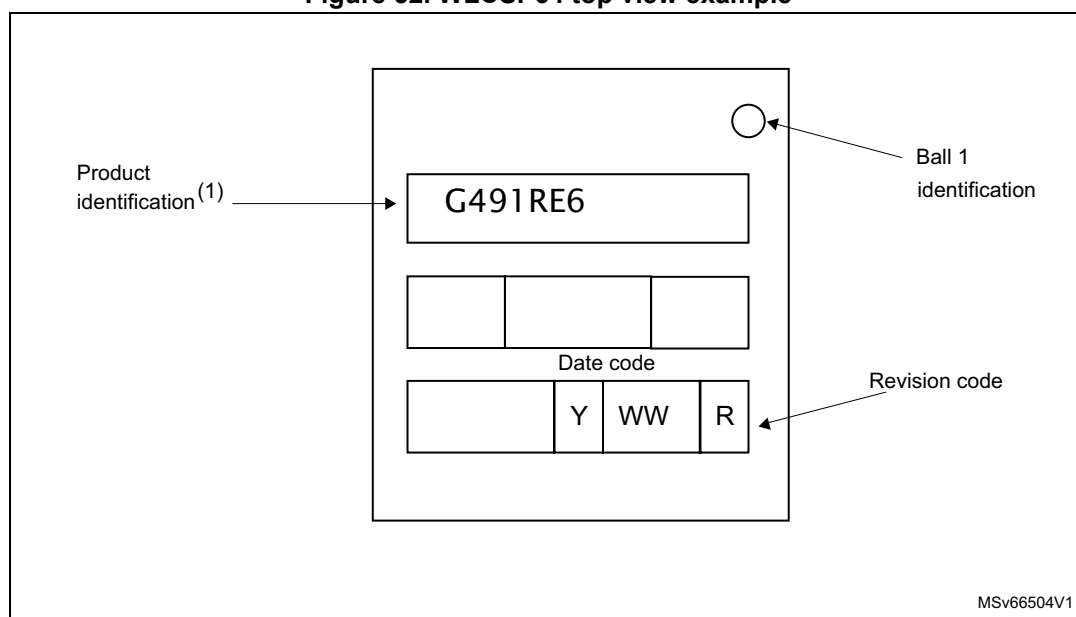 Ball 1
identification
Product
identification(1)
G491RE6
Date code
Y WW R
Revision code
MSv66504V1